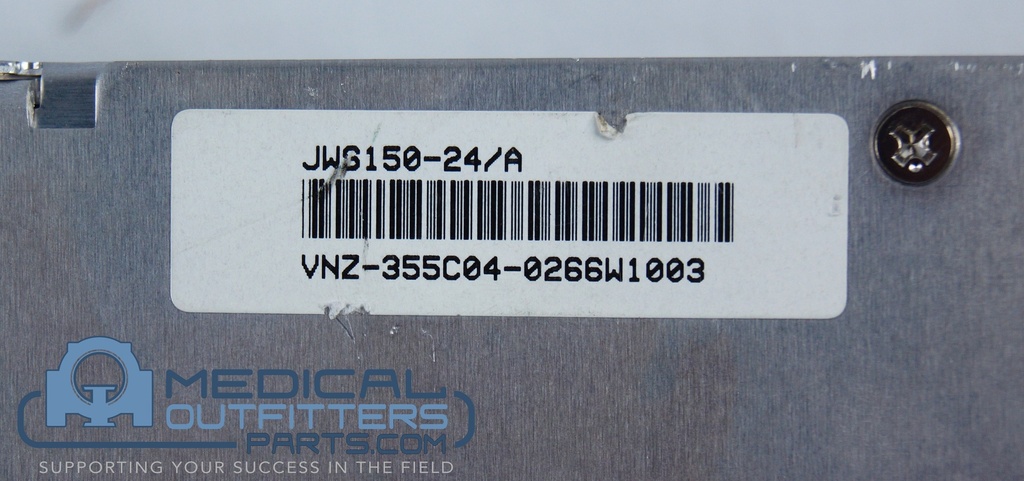 JWS150-24/A
VNZ-355C04-0266W1003
MEDICAL
OUTFITTERS
PARTS.COM
SUPPORTING YOUR SUCCESS IN THE FIELD